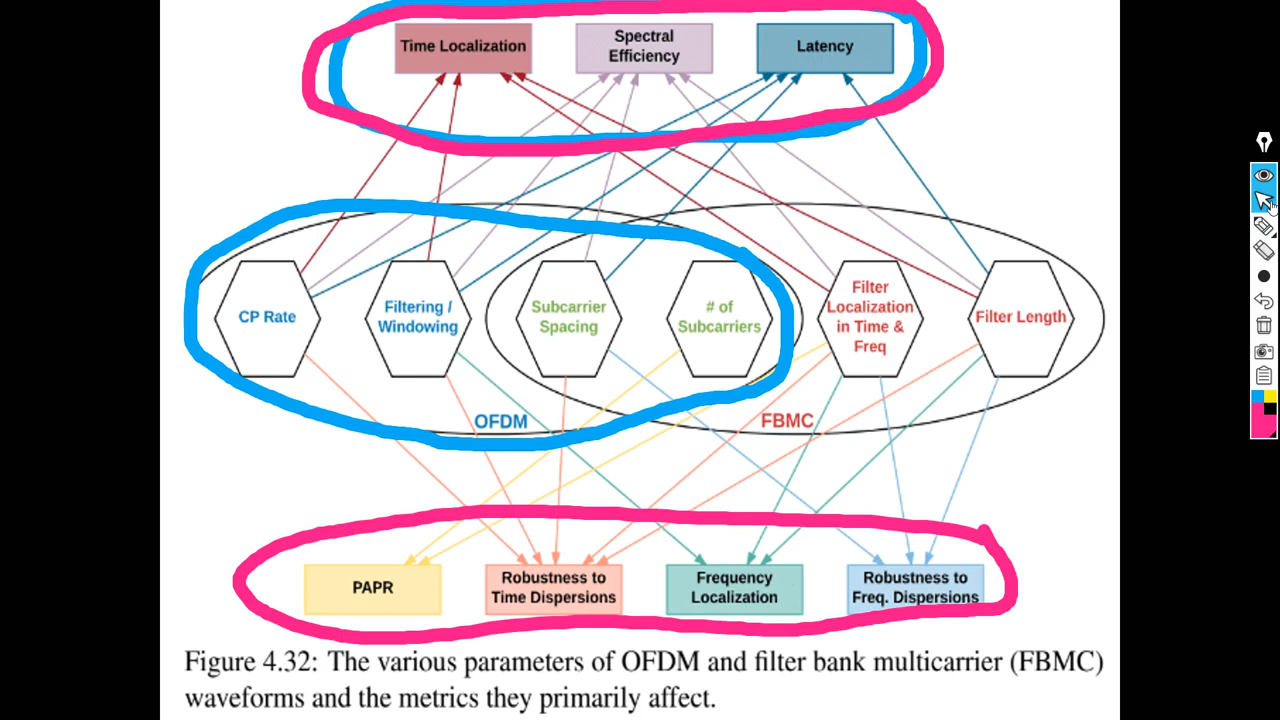 Time Localization
Spectral
Efficiency
Latency
CP Rate
Filtering /
Windowing
Subcarrier
Spacing
# of
Subcarriers
Filter
Localization
in Time &
Freq
Filter Length
OFDM
FBMC
PAPR
Robustness to
Time Dispersions
Frequency
Localization
Robustness to
Freq. Dispersions
Figure 4.32: The various parameters of OFDM and filter bank multicarrier (FBMC)
waveforms and the metrics they primarily affect.